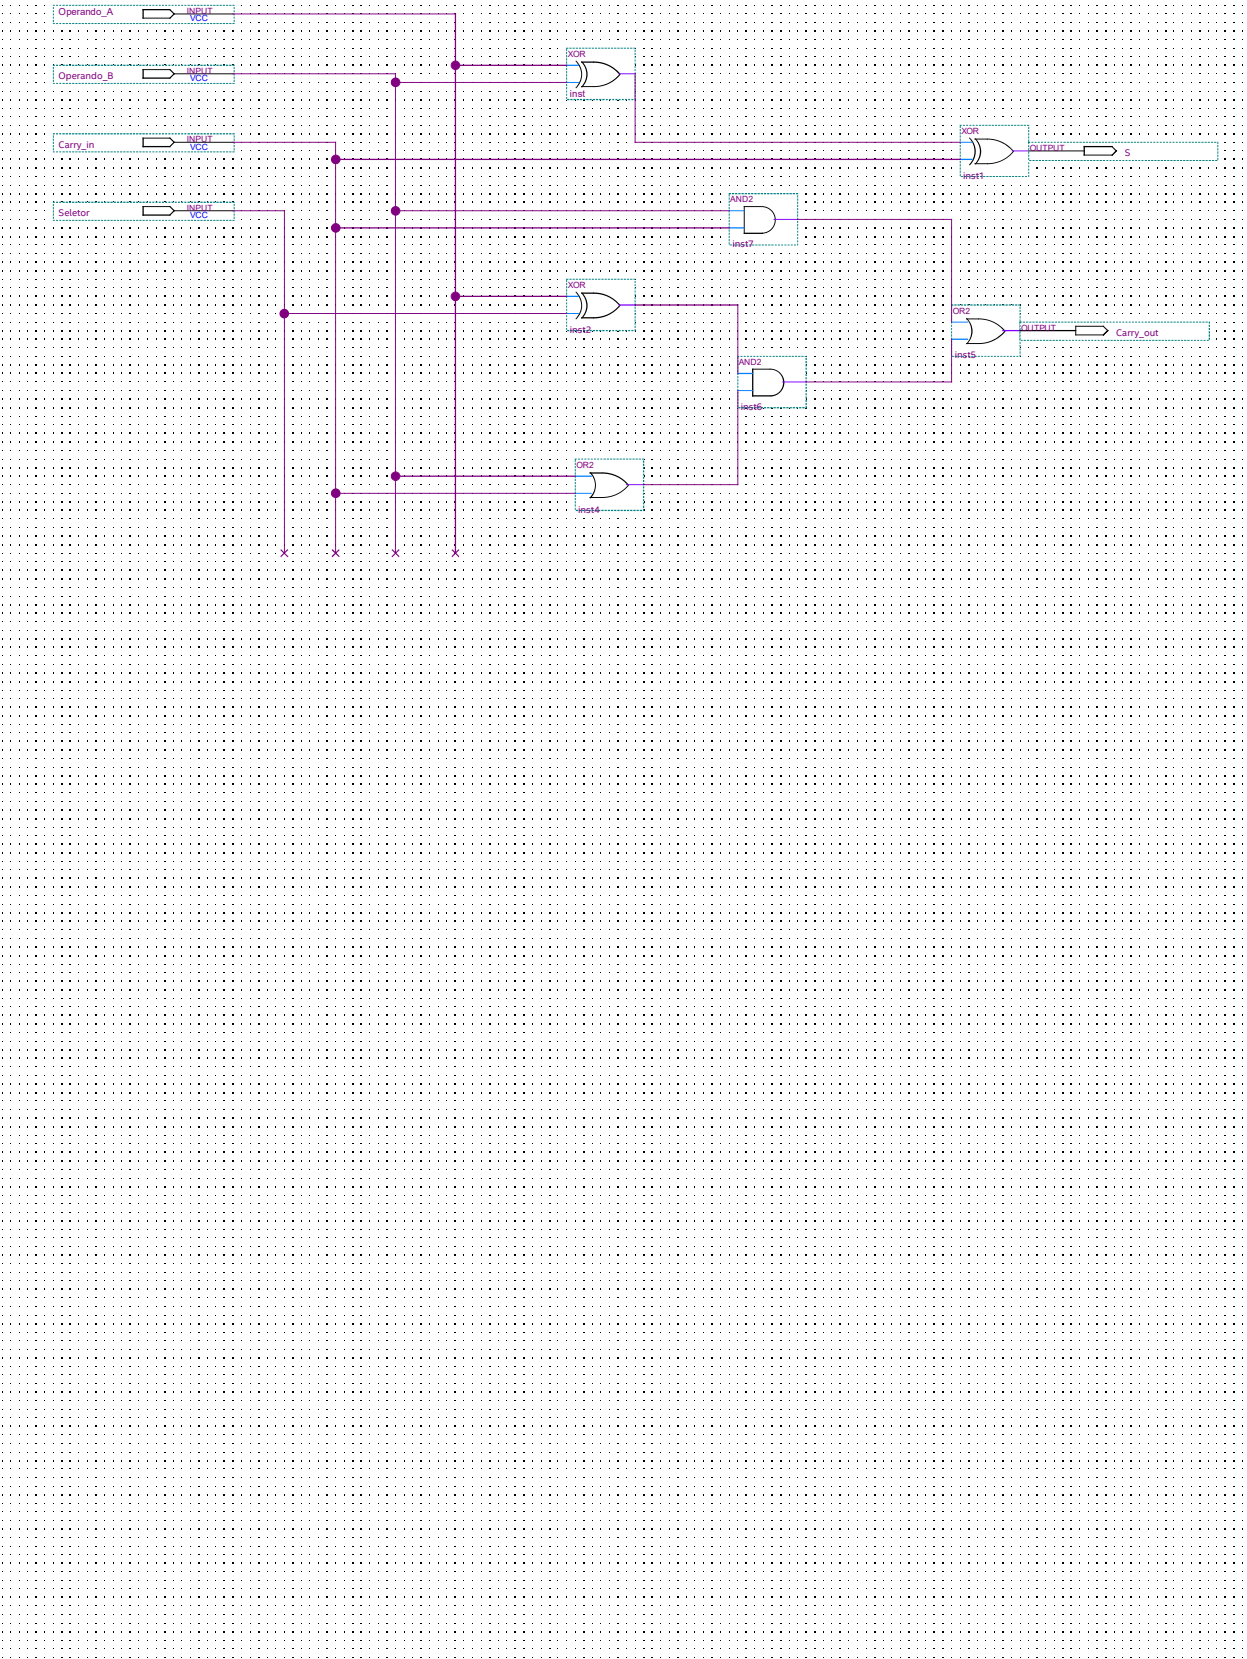 Operando_A
INPUT
VCC
XOR
inst
Operando_B
INPUT
VCC
Carry_in
INPUT
VCC
XOR
inst1
OUTPUT
S
Seletor
INPUT
VCC
AND2
inst7
XOR
inst2
OR2
inst5
OUTPUT
Carry_out
AND2
inst6
OR2
inst4